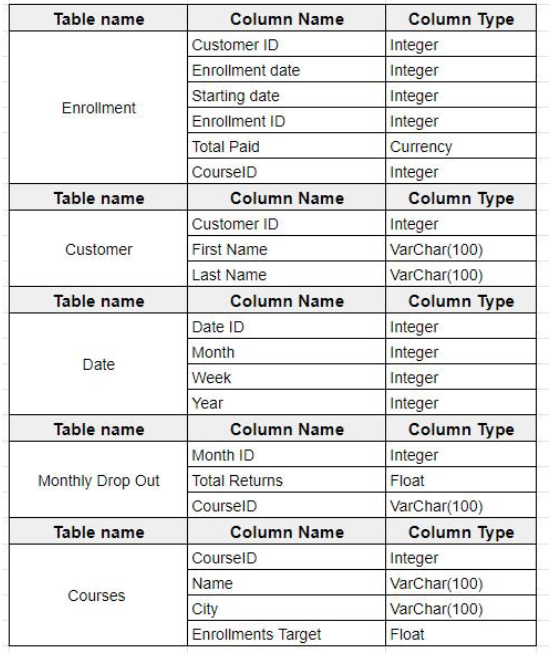 Table name Column Name Column Type
Customer ID Integer
Enrollment date Integer
Starting date Integer
Enrollment Enrollment ID Integer
Total Paid Currency
CourseID Integer
Table name Column Name Column Type
Customer ID Integer
Customer First Name VarChar(100)
Last Name VarChar(100)
Table name Column Name Column Type
Date ID Integer
Date Month Integer
Week Integer
Year Integer
Table name Column Name Column Type
Month ID Integer
Monthly Drop Out Total Returns Float
CourseID VarChar(100)
Table name Column Name Column Type
CourseID Integer
Courses Name VarChar(100)
City VarChar(100)
Enrollments Target Float